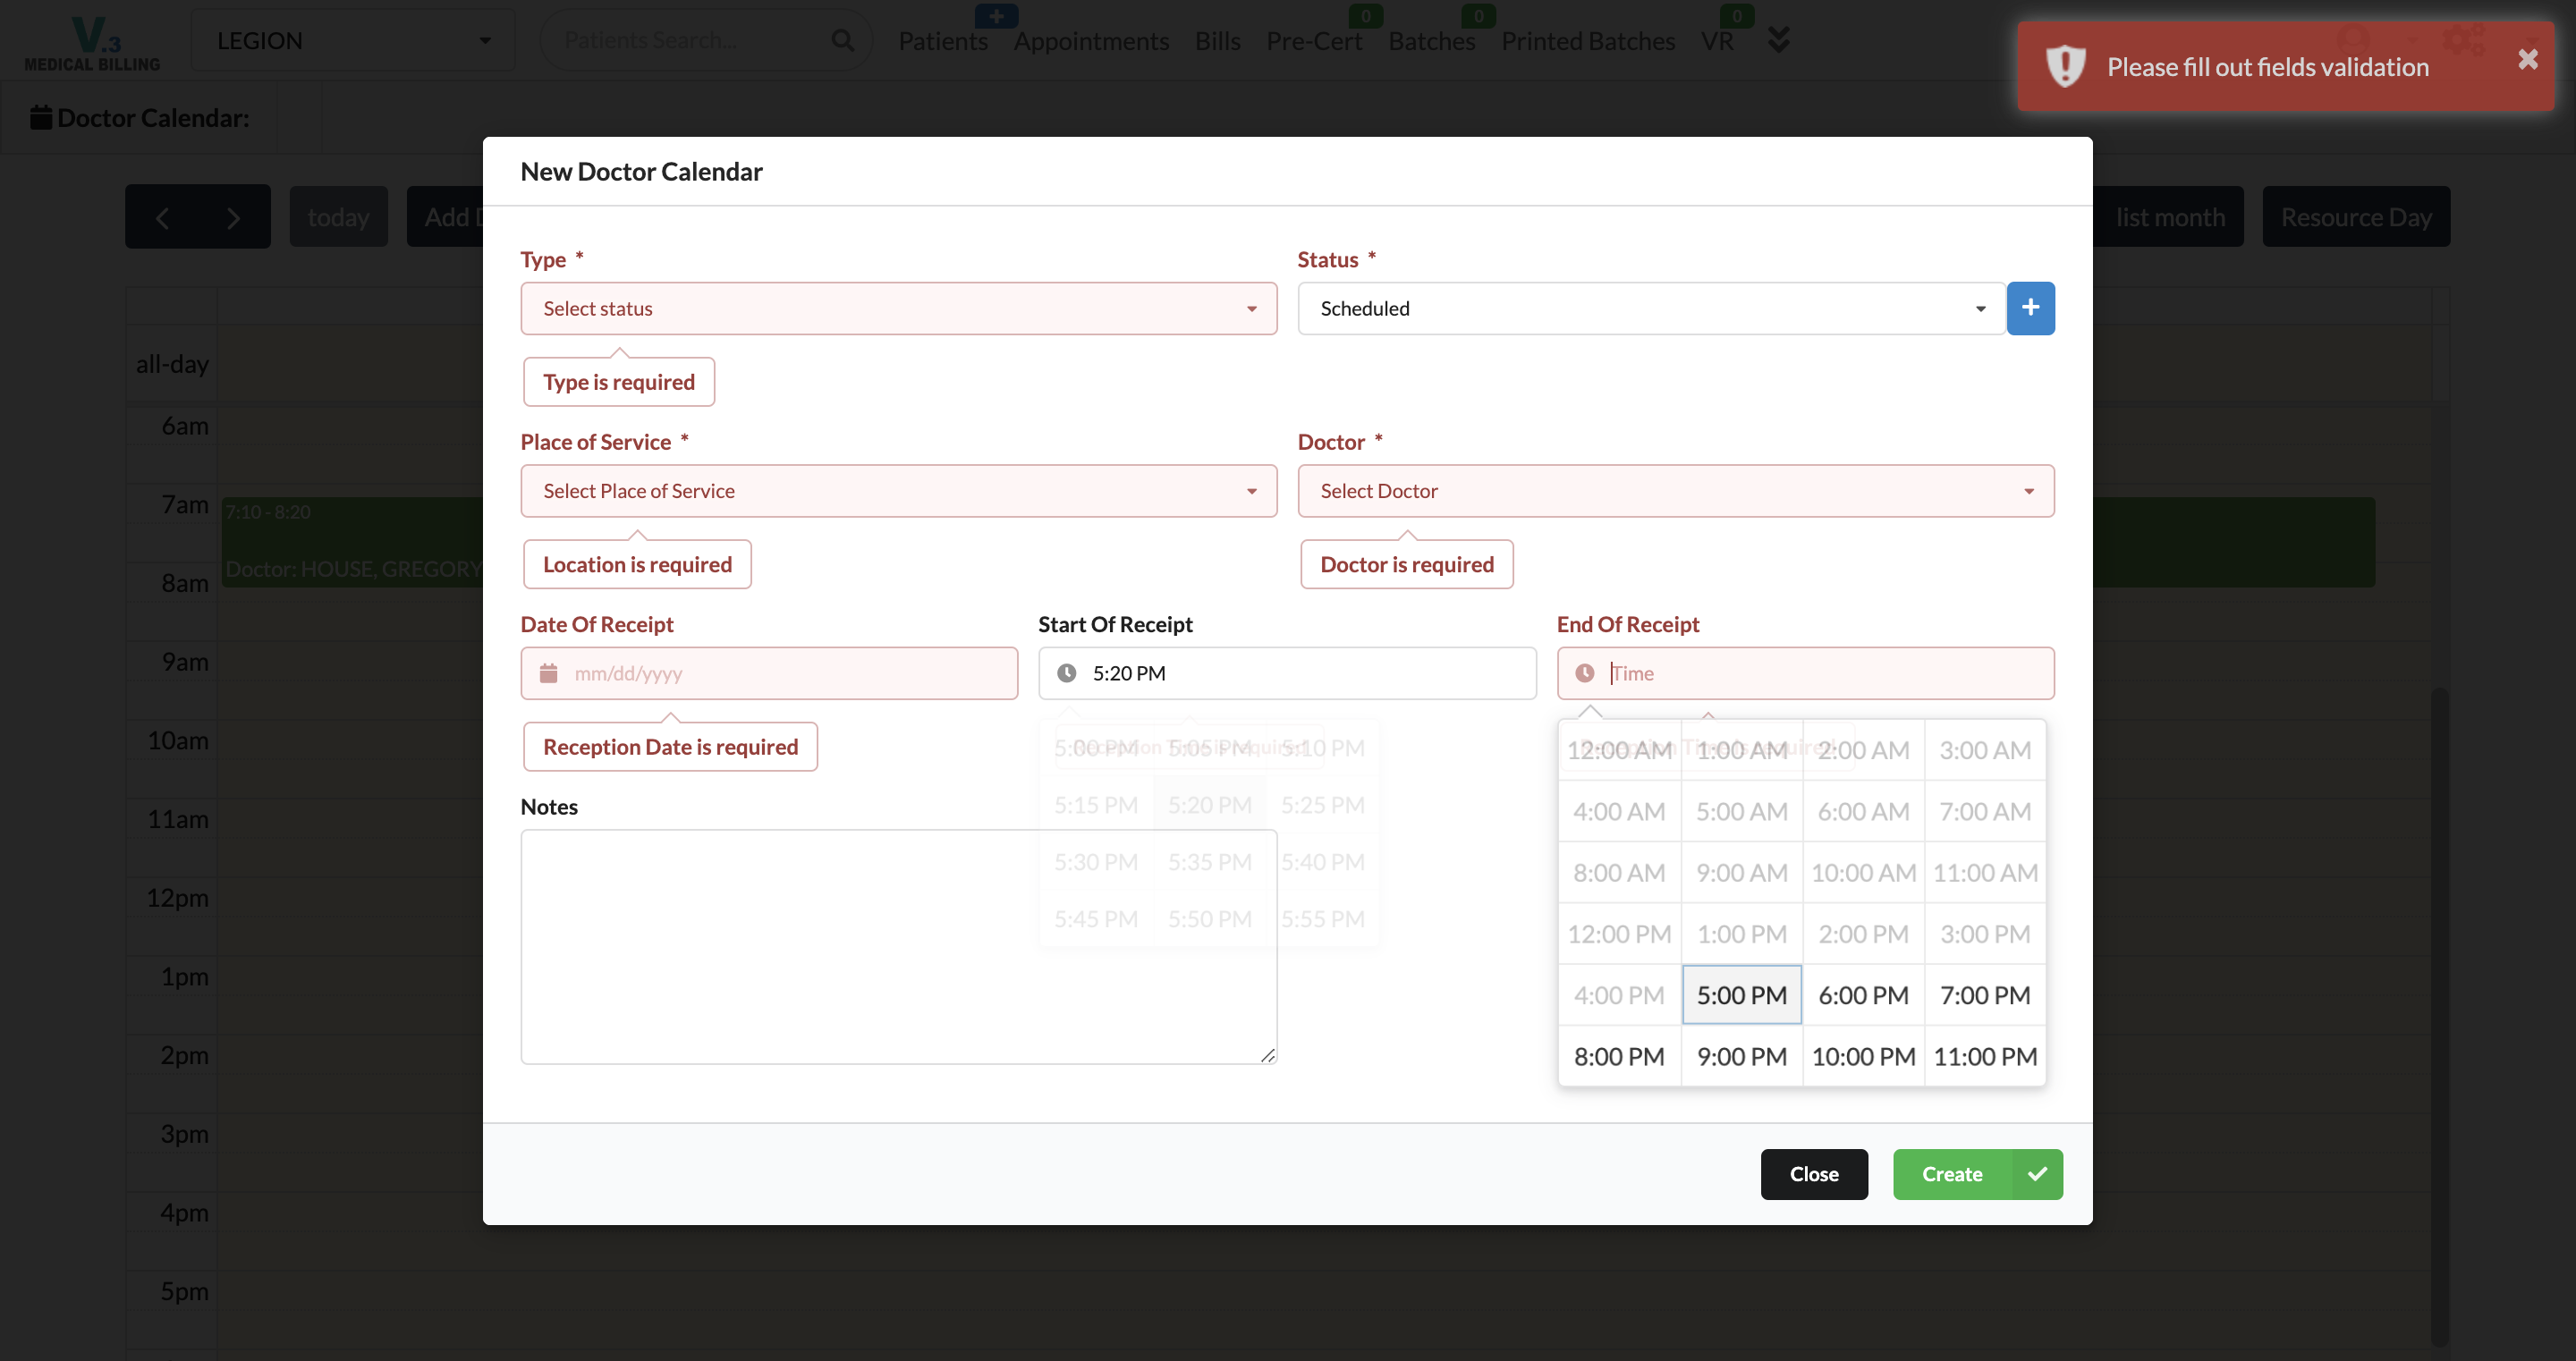 V.3
MEDICAL BILLING
LEGION
Patients Search...
Patients
Appointments
Bills
Pre-Cert
0
Batches
0
Printed Batches
VR
0
Please fill out fields validation
Doctor Calendar:
today
Add
list month
Resource Day
New Doctor Calendar
Type *
Status *
Select status
Scheduled
Type is required
Place of Service *
Doctor *
Select Place of Service
Select Doctor
Location is required
Doctor is required
Date Of Receipt
Start Of Receipt
End Of Receipt
mm/dd/yyyy
5:20 PM
Time
Reception Date is required
Reception Time is required
5:00 PM 5:05 PM 5:10 PM
5:15 PM 5:20 PM 5:25 PM
5:30 PM 5:35 PM 5:40 PM
5:45 PM 5:50 PM 5:55 PM
Reception Time is required
12:00 AM 1:00 AM 2:00 AM 3:00 AM
4:00 AM 5:00 AM 6:00 AM 7:00 AM
8:00 AM 9:00 AM 10:00 AM 11:00 AM
12:00 PM 1:00 PM 2:00 PM 3:00 PM
4:00 PM 5:00 PM 6:00 PM 7:00 PM
8:00 PM 9:00 PM 10:00 PM 11:00 PM
Notes
Close
Create
all-day
6am
7am
7:10 - 8:20
Doctor: HOUSE, GREGORY
8am
9am
10am
11am
12pm
1pm
2pm
3pm
4pm
5pm